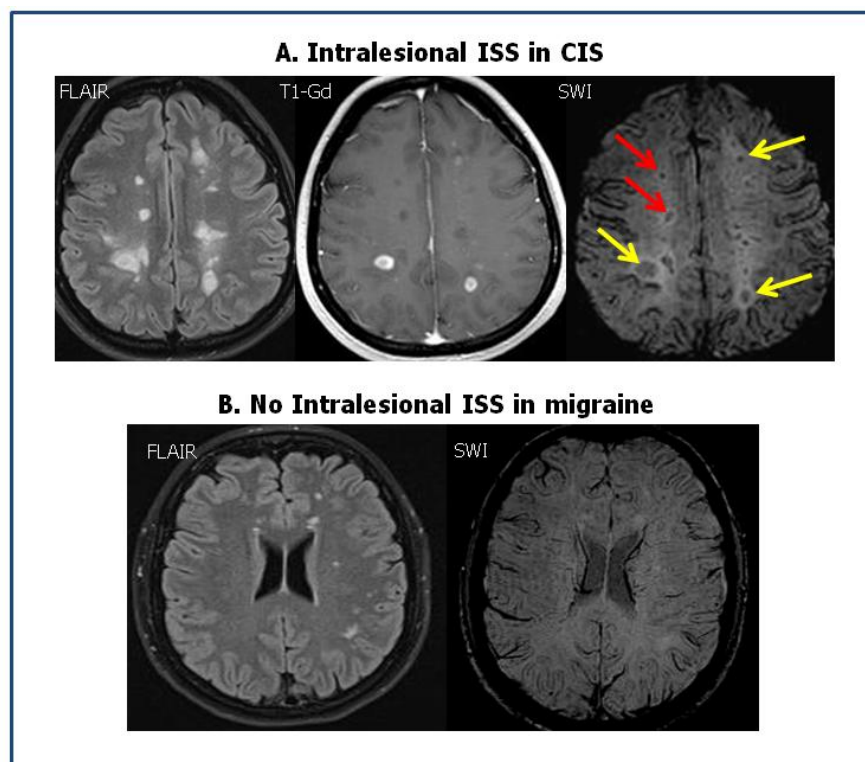 A. Intralesional ISS in CIS
FLAIR
T1-Gd
SWI
B. No Intralesional ISS in migraine
FLAIR
SWI